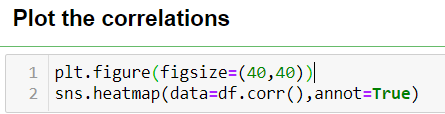 Plot the correlations
1 plt.figure(figsize=(40,40))
2 sns.heatmap(data=df.corr(),annot=True)